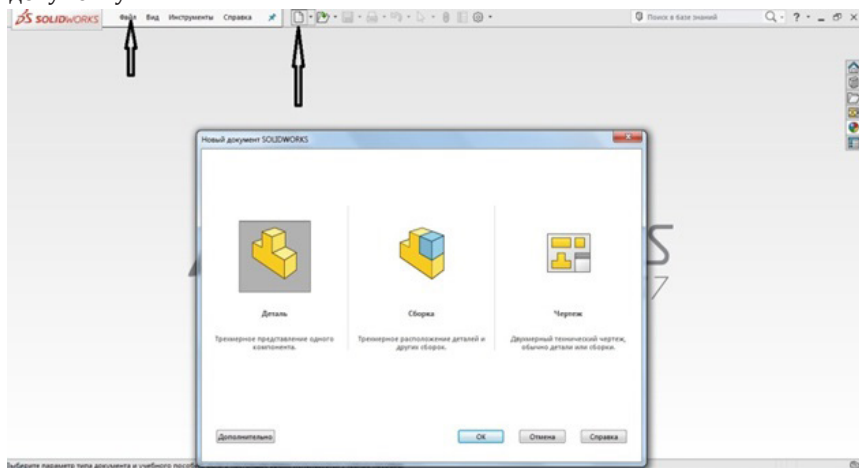 SOLIDWORKS Файл Вид Инструменты Справка Поиск в базе знаний
Новый документ SOLIDWORKS
S
17
Деталь Сборка Чертеж
Трехмерное представление одного компонента.
Трехмерное расположение деталей и других сборок.
Двухмерный технический чертеж, обычно детали или сборки.
Дополнительно OK Отмена Справка
Выберите параметр типа документа и учебного пособ